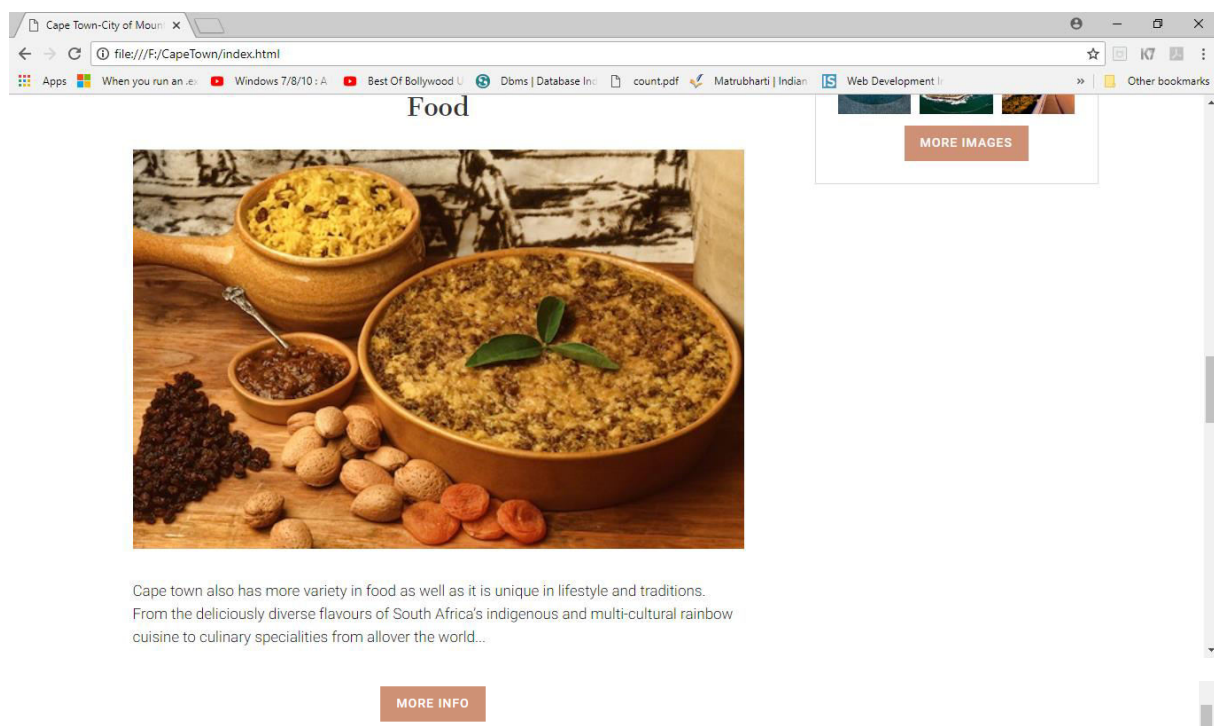 Cape Town-City of Moun
file:///F:/CapeTown/index.html
Apps When you run an .ex Windows 7/8/10 : A Best Of Bollywood U Dbms | Database Inc count.pdf Matrubharti | Indian Web Development In » Other bookmarks
Food
MORE IMAGES
Cape town also has more variety in food as well as it is unique in lifestyle and traditions.
From the deliciously diverse flavours of South Africa's indigenous and multi-cultural rainbow
cuisine to culinary specialities from allover the world...
MORE INFO